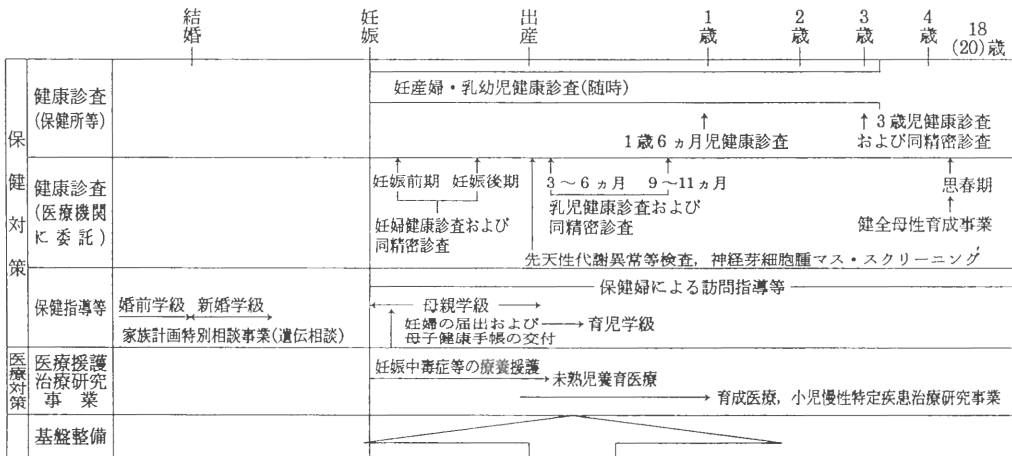 結婚
妊娠
出産
1歳
2歳
3歳
4歳
18(20)歳
保健対策
健康診査
(保健所等)
妊産婦・乳幼児健康診査(随時)
1歳6ヵ月児健康診査
3歳児健康診査
および同精密診査
健康診査
(医療機関
に委託)
妊娠前期
妊娠後期
妊婦健康診査および
同精密診査
3～6ヵ月
9～11ヵ月
乳児健康診査および
同精密診査
思春期
健全母性育成事業
先天性代謝異常等検査，神経芽細胞腫マス・スクリーニング
保健指導等
婚前学級
新婚学級
家族計画特別相談事業(遺伝相談)
保健婦による訪問指導等
母親学級
妊婦の届出および
母子健康手帳の交付
育児学級
医療対策
医療援護
治療研究
事業
妊娠中毒症等の療養援護
未熟児養育医療
育成医療，小児慢性特定疾患治療研究事業
基盤整備